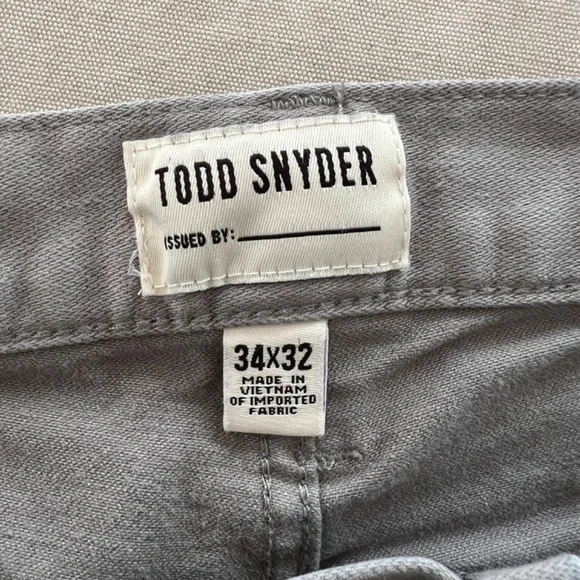 TODD SNYDER
ISSUED BY:
34X32
MADE IN
VIETNAM
OF IMPORTED
FABRIC